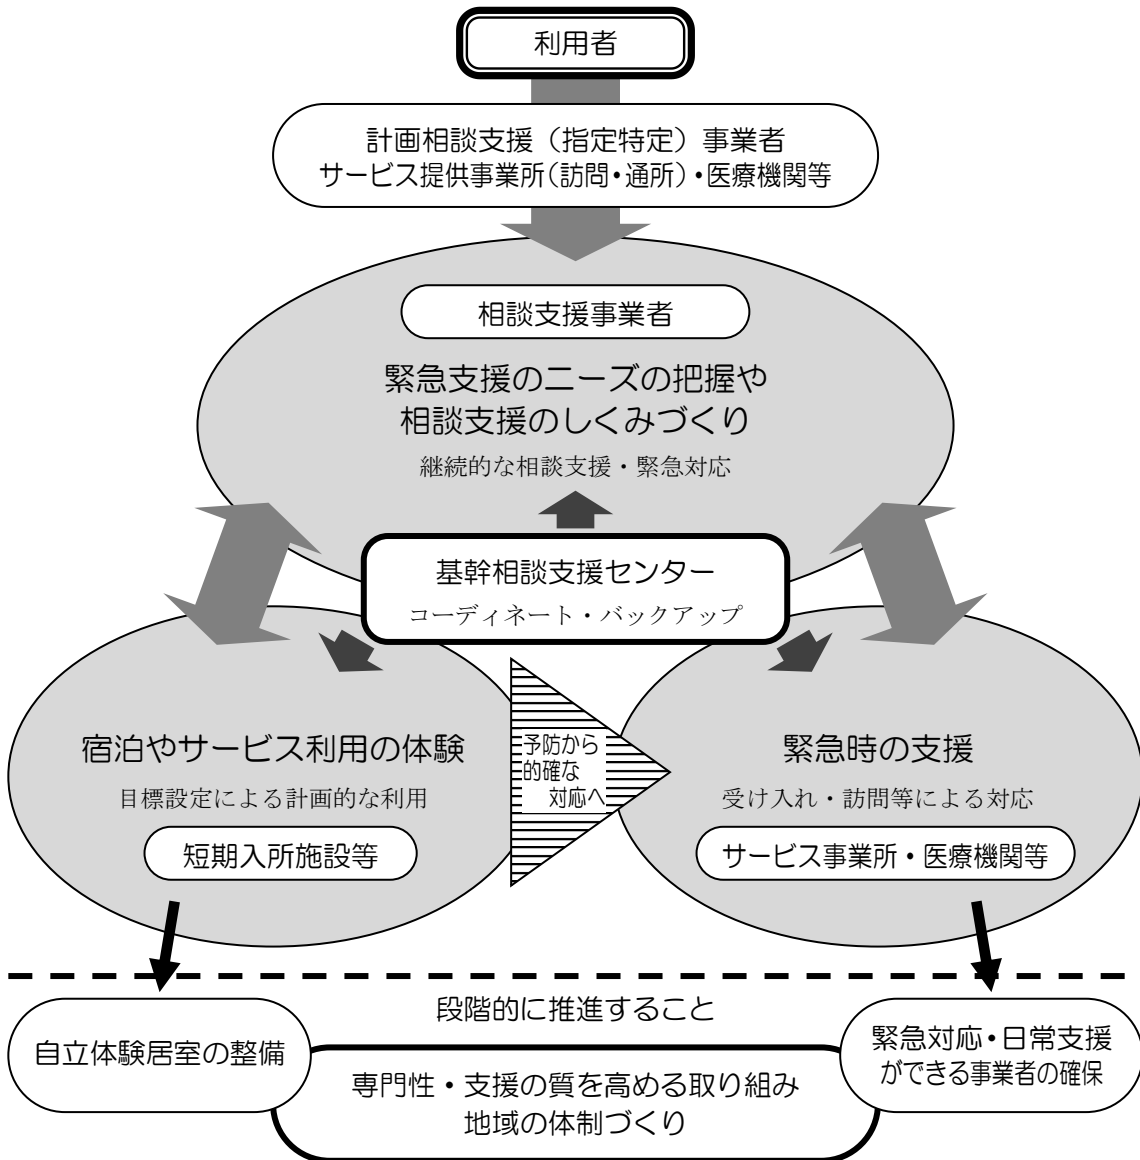 利用者
計画相談支援（指定特定）事業者
サービス提供事業所（訪問・通所）・医療機関等
相談支援事業者
緊急支援のニーズの把握や
相談支援のしくみづくり
継続的な相談支援・緊急対応
基幹相談支援センター
コーディネート・バックアップ
宿泊やサービス利用の体験
目標設定による計画的な利用
短期入所施設等
予防から
的確な
対応へ
緊急時の支援
受け入れ・訪問等による対応
サービス事業所・医療機関等
段階的に推進すること
自立体験居室の整備
専門性・支援の質を高める取り組み
地域の体制づくり
緊急対応・日常支援
ができる事業者の確保